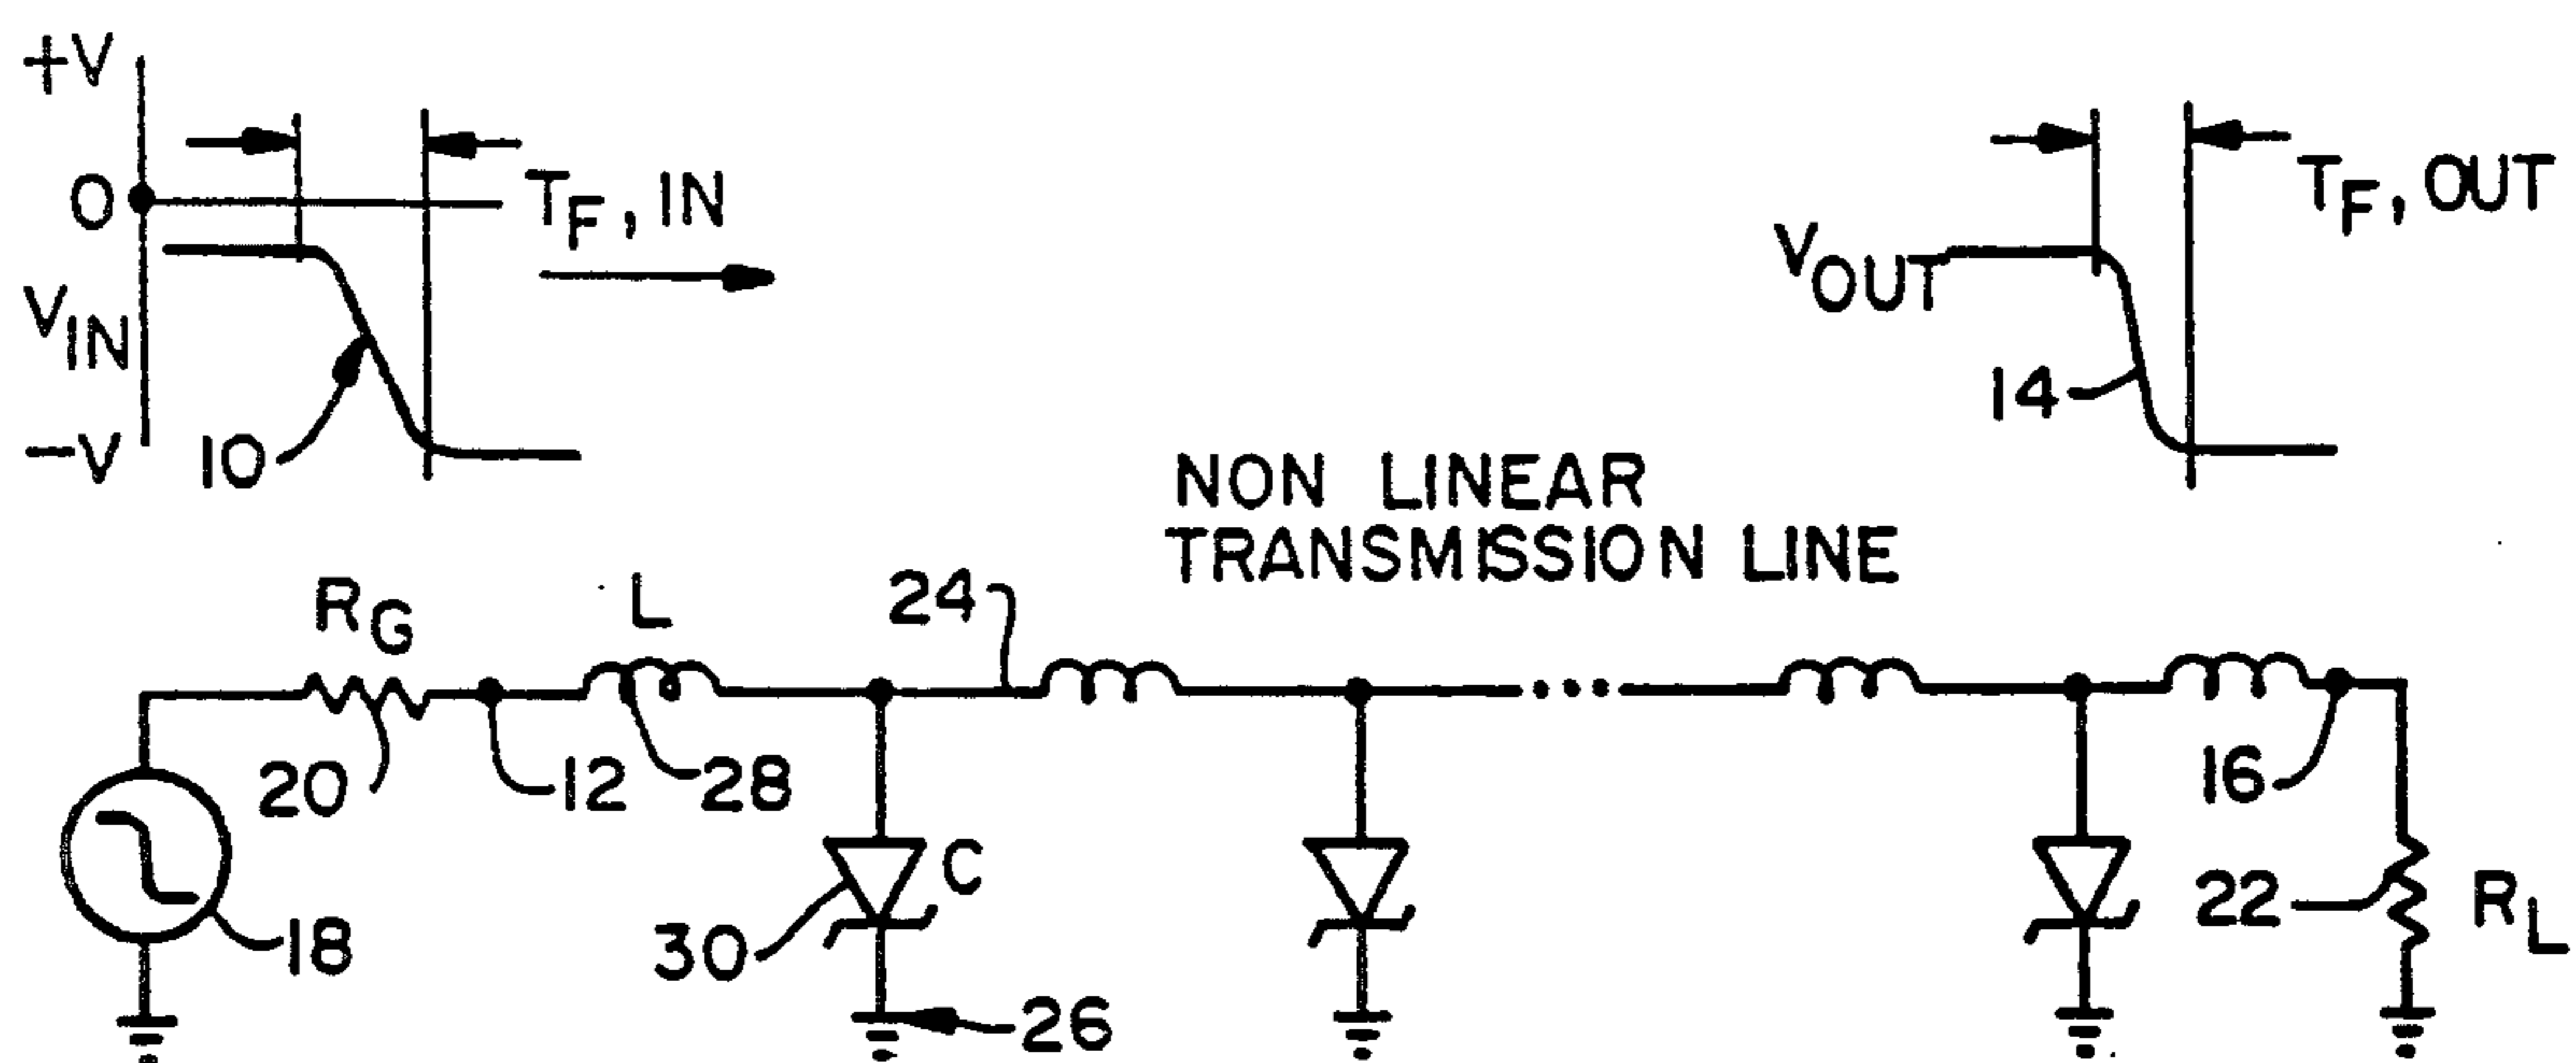 +V
0
T_F, IN
V_IN
-V
10
T_F, OUT
V_OUT
14
NON LINEAR
TRANSMISSION LINE
R_G
L
24
20
12
28
16
C
18
30
26
22
R_L